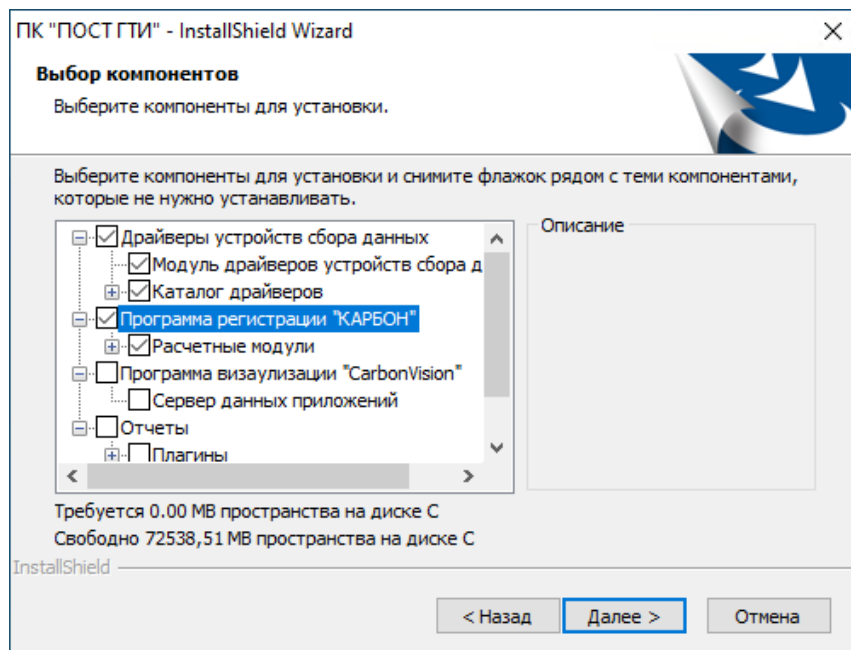 ПК "ПОСТ ГТИ" - InstallShield Wizard
Выбор компонентов
Выберите компоненты для установки.
Выберите компоненты для установки и снимите флажок рядом с теми компонентами,
которые не нужно устанавливать.
Драйверы устройств сбора данных
Модуль драйверов устройств сбора д
Каталог драйверов
Программа регистрации "КАРБОН"
Расчетные модули
Программа визаулизации "CarbonVision"
Сервер данных приложений
Отчеты
Плагины
Описание
Требуется 0.00 MB пространства на диске C
Свободно 72538,51 MB пространства на диске C
InstallShield
< Назад
Далее >
Отмена